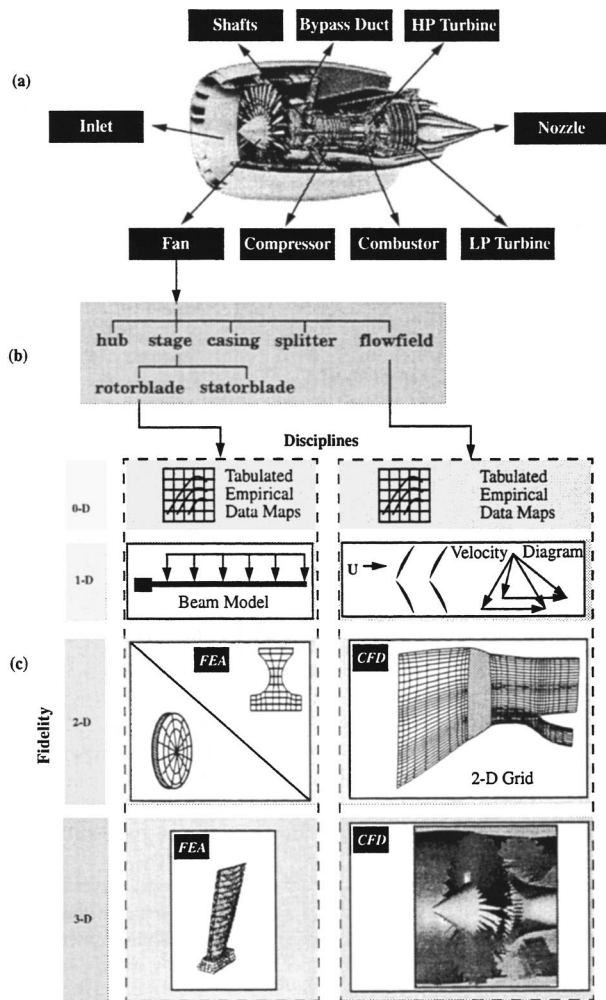 Shafts
Bypass Duct
HP Turbine
(a)
Inlet
Nozzle
Fan
Compressor
Combustor
LP Turbine
(b)
hub stage casing splitter flowfield
rotorblade statorblade
Disciplines
0-D
Tabulated
Empirical
Data Maps
Tabulated
Empirical
Data Maps
1-D
Beam Model
U
Velocity Diagram
(c)
Fidelity
2-D
FEA
CFD
2-D Grid
3-D
FEA
CFD